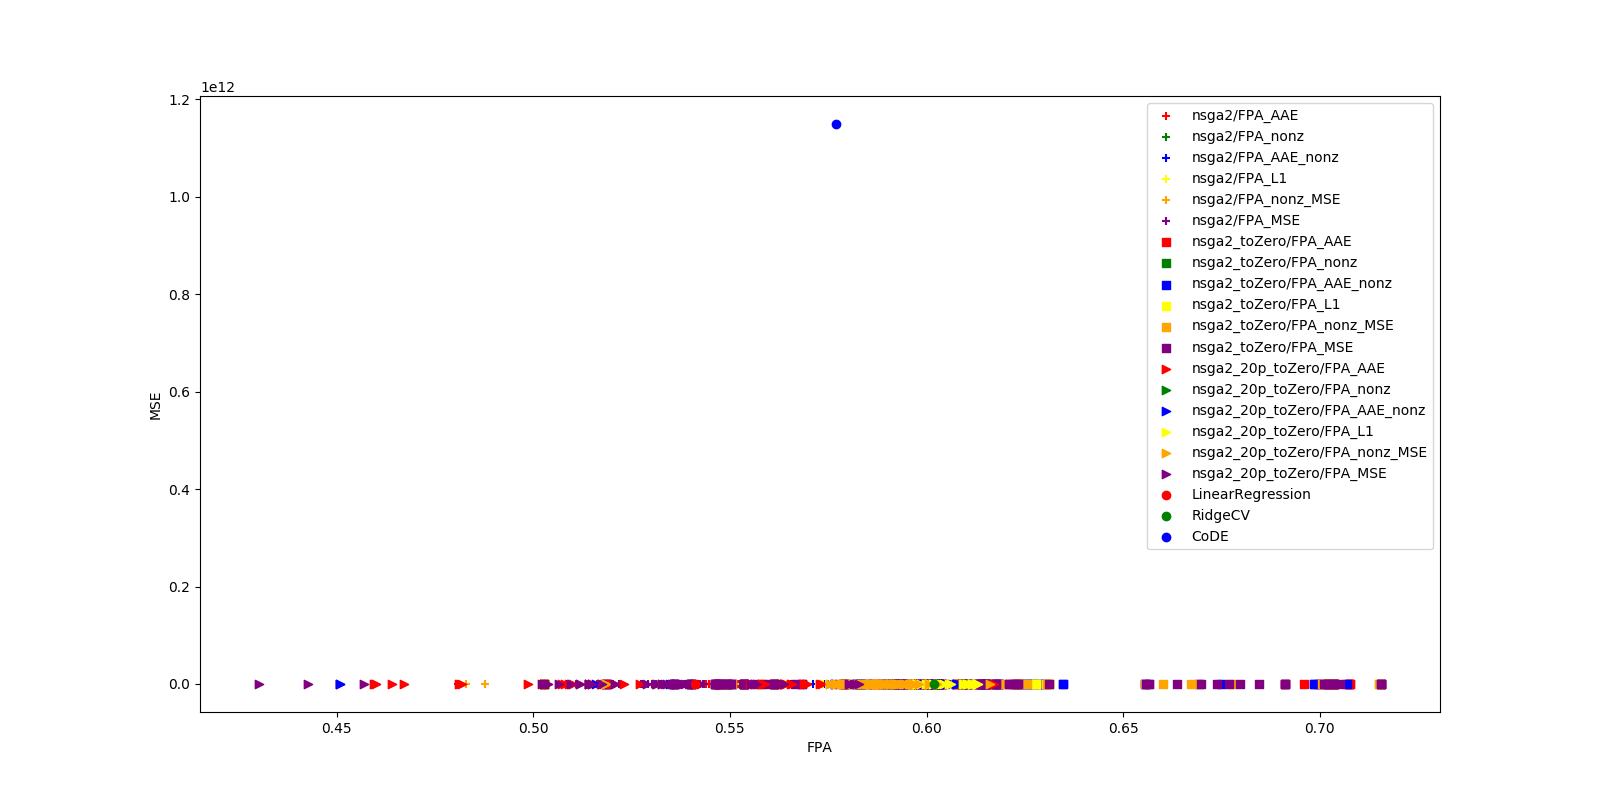 1e12
1.2
1.0
0.8
0.6
0.4
0.2
0.0
MSE
0.45
0.50
0.55
0.60
0.65
0.70
FPA
nsga2/FPA_AAE
nsga2/FPA_nonz
nsga2/FPA_AAE_nonz
nsga2/FPA_L1
nsga2/FPA_nonz_MSE
nsga2/FPA_MSE
nsga2_toZero/FPA_AAE
nsga2_toZero/FPA_nonz
nsga2_toZero/FPA_AAE_nonz
nsga2_toZero/FPA_L1
nsga2_toZero/FPA_nonz_MSE
nsga2_toZero/FPA_MSE
nsga2_20p_toZero/FPA_AAE
nsga2_20p_toZero/FPA_nonz
nsga2_20p_toZero/FPA_AAE_nonz
nsga2_20p_toZero/FPA_L1
nsga2_20p_toZero/FPA_nonz_MSE
nsga2_20p_toZero/FPA_MSE
LinearRegression
RidgeCV
CoDE